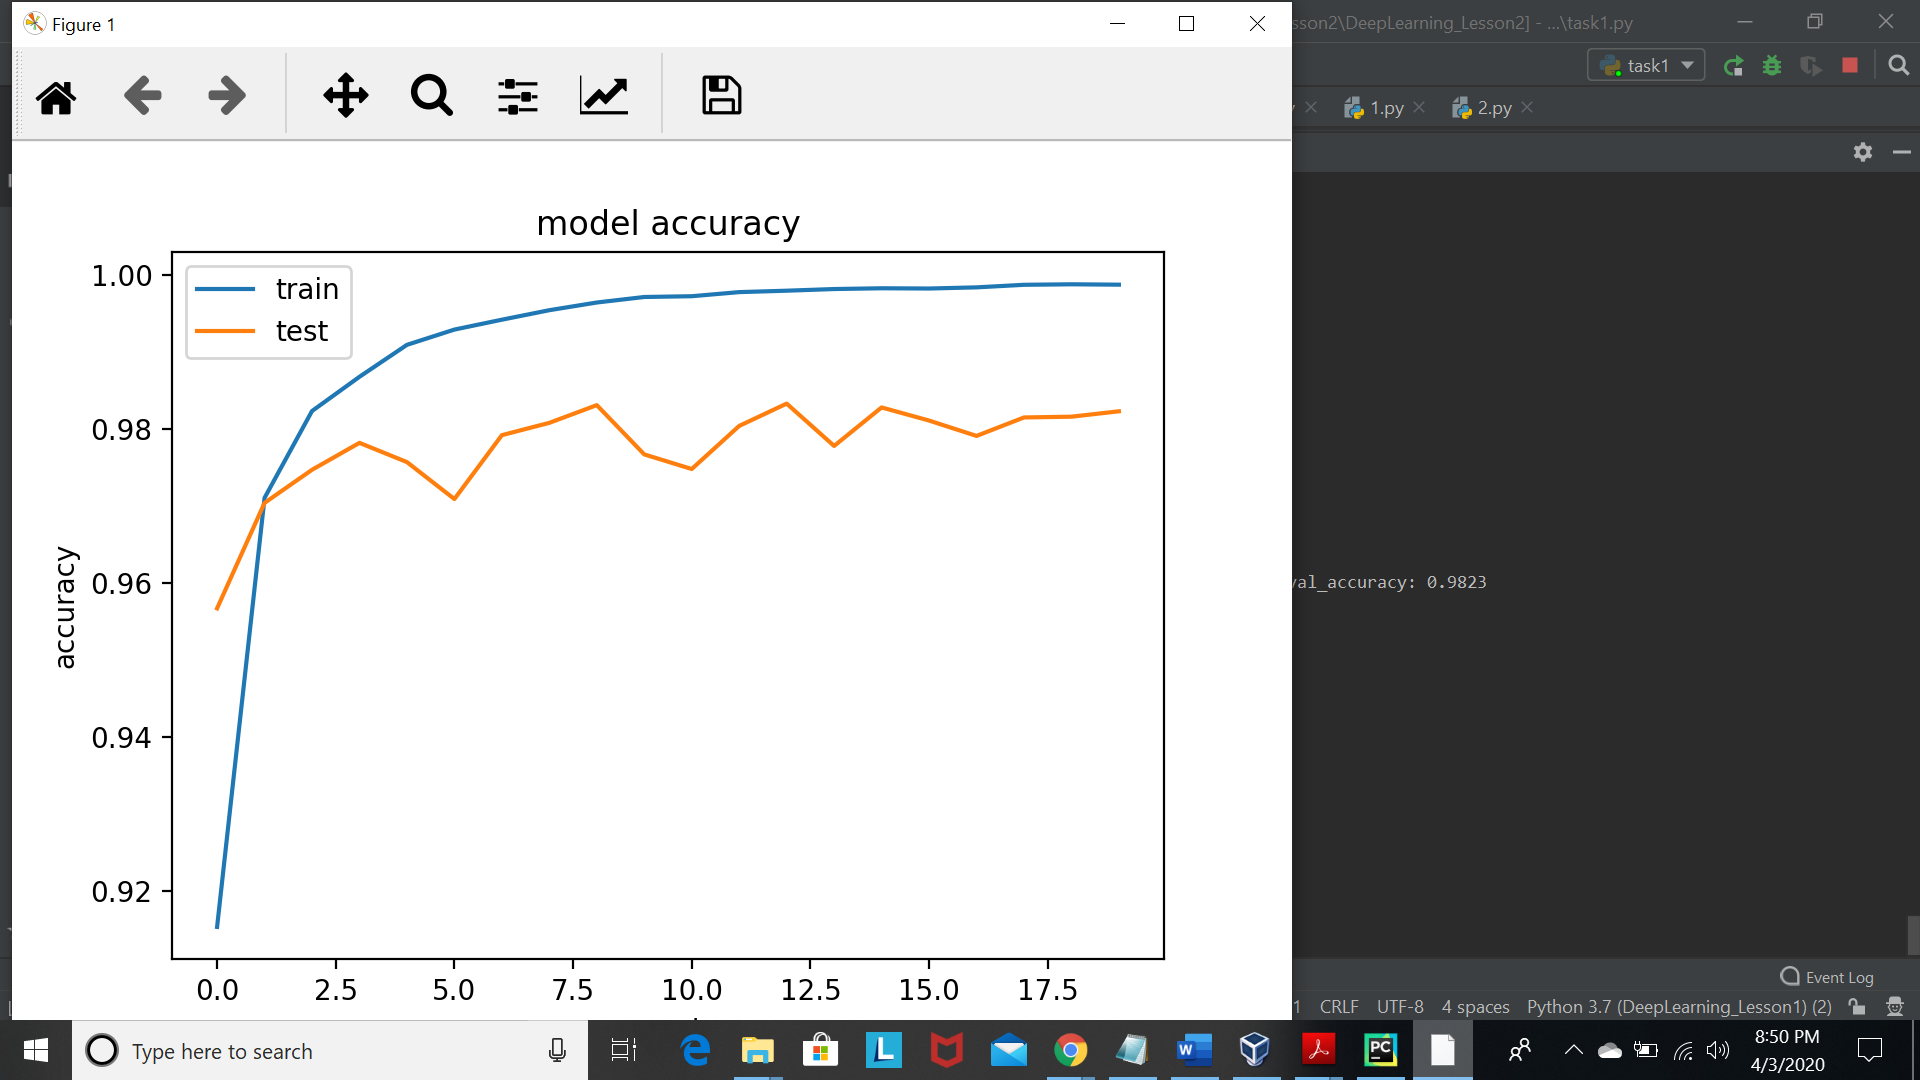 Figure 1
sson2\DeepLearning_Lesson2] - ...\task1.py
task1
1.py
2.py
model accuracy
train
test
1.00
0.98
0.96
0.94
0.92
accuracy
0.0 2.5 5.0 7.5 10.0 12.5 15.0 17.5
val_accuracy: 0.9823
Event Log
1 CRLF UTF-8 4 spaces Python 3.7 (DeepLearning_Lesson1) (2)
Type here to search
L
W
PC
8:50 PM
4/3/2020